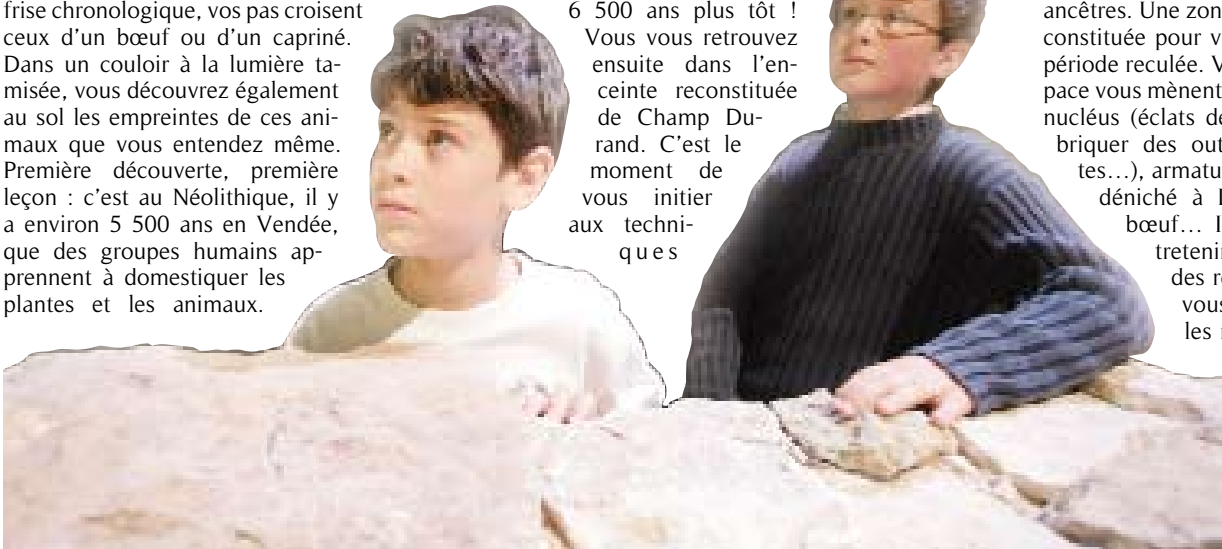 frise chronologique, vos pas croisent
ceux d'un bœuf ou d'un capriné.
Dans un couloir à la lumière ta-
misée, vous découvrez également
au sol les empreintes de ces ani-
maux que vous entendez même.
Première découverte, première
leçon : c'est au Néolithique, il y
a environ 5 500 ans en Vendée,
que des groupes humains ap-
prennent à domestiquer les
plantes et les animaux.
6 500 ans plus tôt !
Vous vous retrouvez
ensuite dans l'en-
ceinte reconstituée
de Champ Du-
rand. C'est le
moment de
vous initier
aux techni-
ques
ancêtres. Une zon
constituée pour v
période reculée. V
pace vous mènent
nucléus (éclats de
briquer des out
tes…), armatu
déniché à
bœuf…
tretenir
des r
vous
les